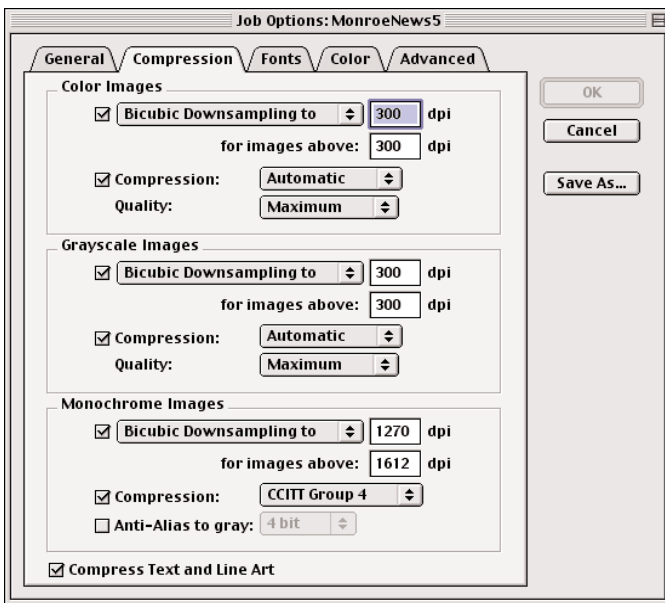 Job Options: MonroeNews5
General Compression Fonts Color Advanced
Color Images
Bicubic Downsampling to 300 dpi
for images above: 300 dpi
Compression: Automatic
Quality: Maximum
Grayscale Images
Bicubic Downsampling to 300 dpi
for images above: 300 dpi
Compression: Automatic
Quality: Maximum
Monochrome Images
Bicubic Downsampling to 1270 dpi
for images above: 1612 dpi
Compression: CCITT Group 4
Anti-Alias to gray: 4 bit
Compress Text and Line Art
OK
Cancel
Save As...